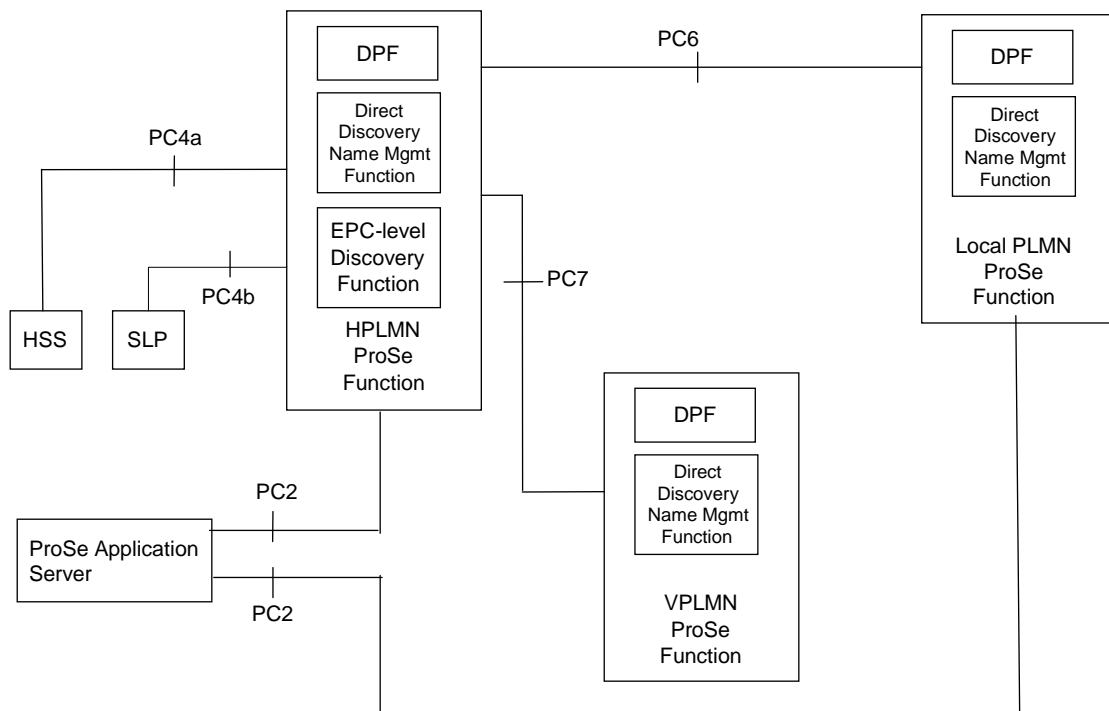 DPF
Direct
Discovery
Name Mgmt
Function
EPC-level
Discovery
Function
HPLMN
ProSe
Function
PC6
DPF
Direct
Discovery
Name Mgmt
Function
Local PLMN
ProSe
Function
PC4a
PC4b
HSS
SLP
PC7
DPF
Direct
Discovery
Name Mgmt
Function
VPLMN
ProSe
Function
PC2
ProSe Application
Server
PC2